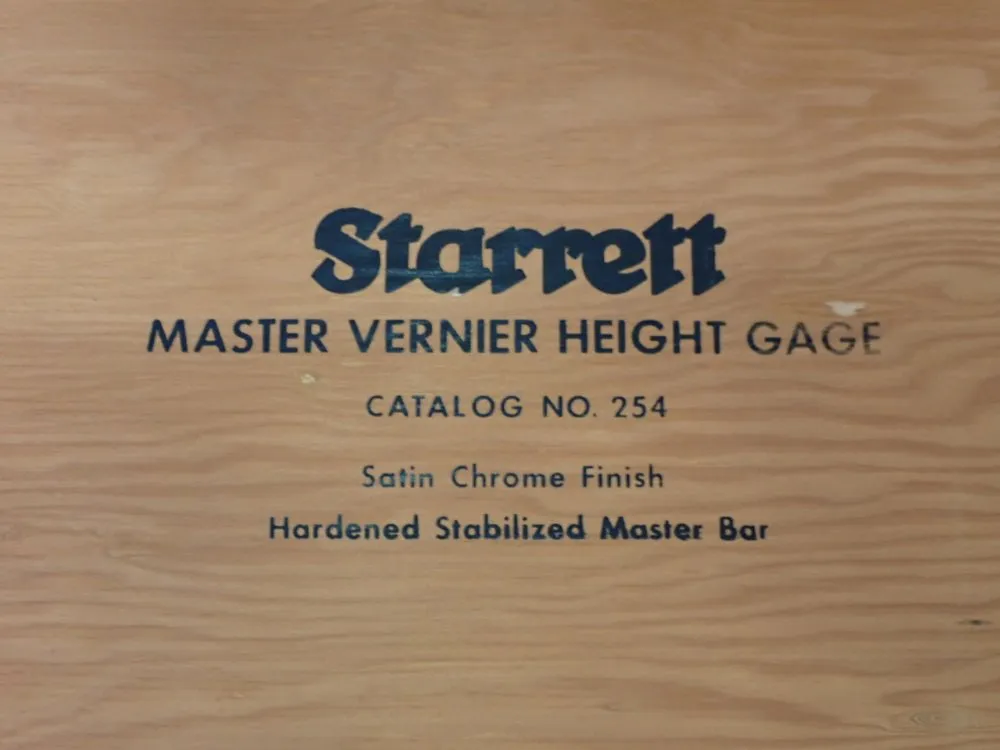 Starrett
MASTER VERNIER HEIGHT GAGE
CATALOG NO. 254
Satin Chrome Finish
Hardened Stabilized Master Bar